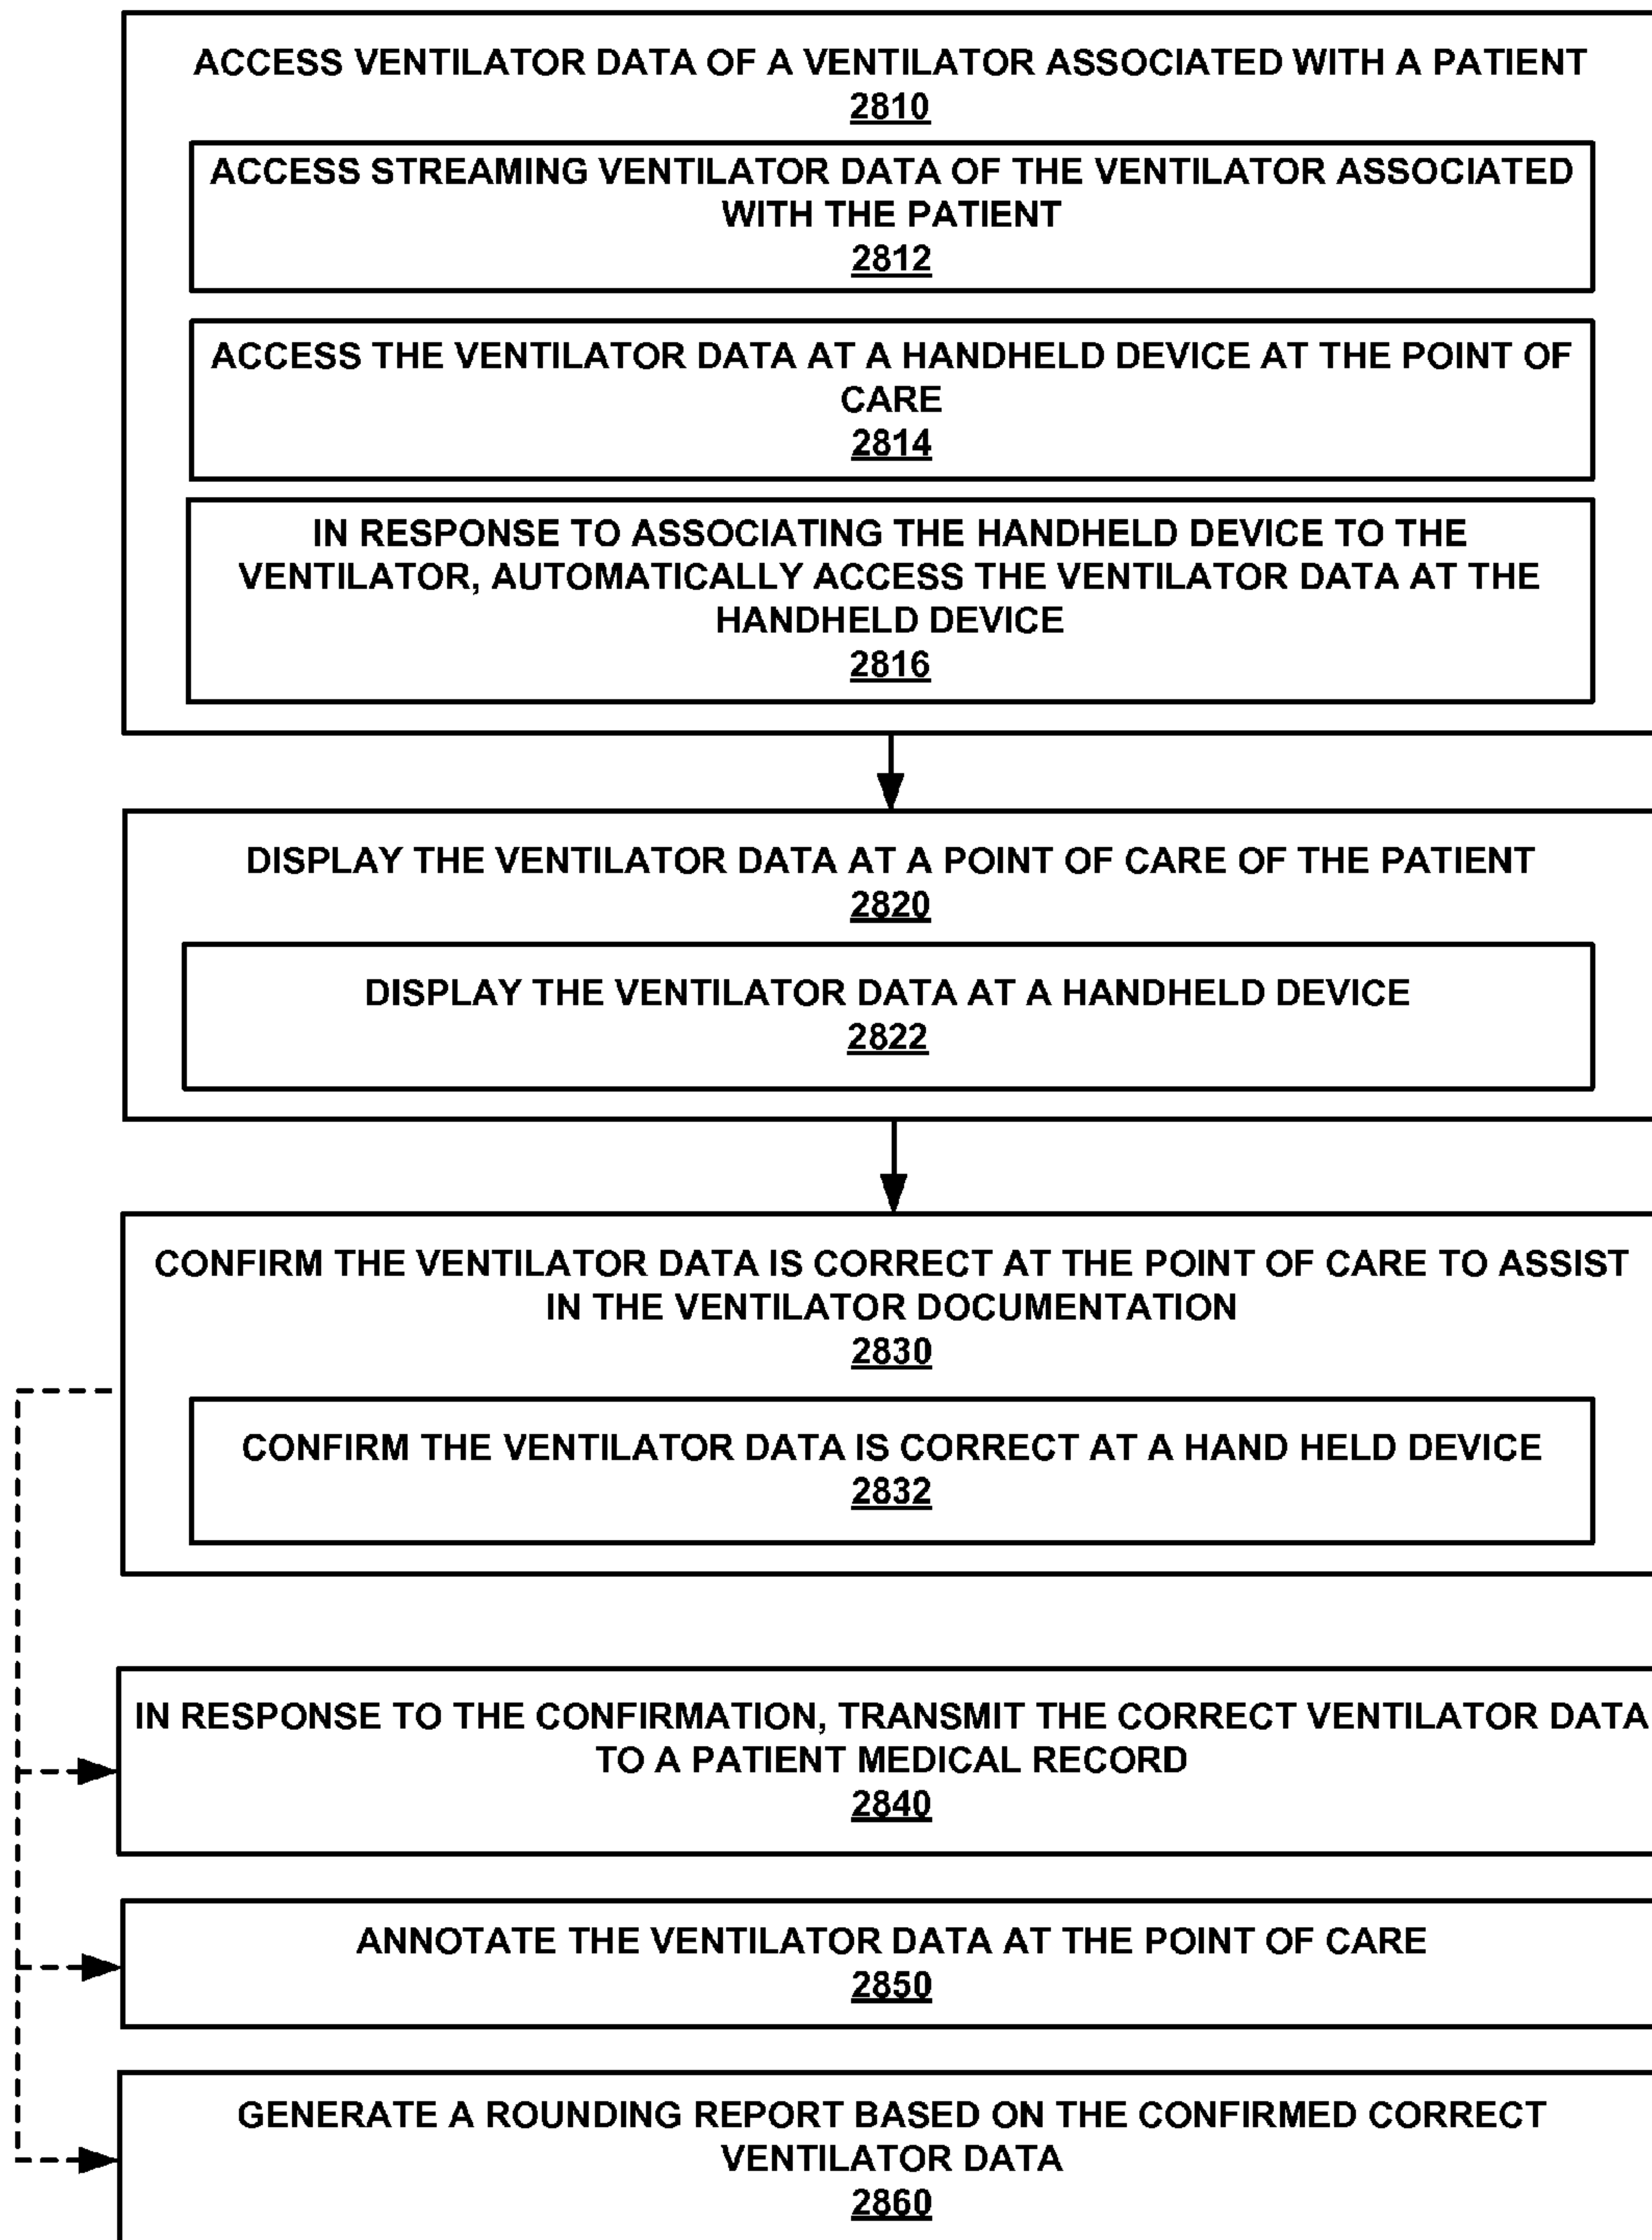 ACCESS VENTILATOR DATA OF A VENTILATOR ASSOCIATED WITH A PATIENT
2810
ACCESS STREAMING VENTILATOR DATA OF THE VENTILATOR ASSOCIATED
WITH THE PATIENT
2812
ACCESS THE VENTILATOR DATA AT A HANDHELD DEVICE AT THE POINT OF
CARE
2814
IN RESPONSE TO ASSOCIATING THE HANDHELD DEVICE TO THE
VENTILATOR, AUTOMATICALLY ACCESS THE VENTILATOR DATA AT THE
HANDHELD DEVICE
2816
DISPLAY THE VENTILATOR DATA AT A POINT OF CARE OF THE PATIENT
2820
DISPLAY THE VENTILATOR DATA AT A HANDHELD DEVICE
2822
CONFIRM THE VENTILATOR DATA IS CORRECT AT THE POINT OF CARE TO ASSIST
IN THE VENTILATOR DOCUMENTATION
2830
CONFIRM THE VENTILATOR DATA IS CORRECT AT A HAND HELD DEVICE
2832
IN RESPONSE TO THE CONFIRMATION, TRANSMIT THE CORRECT VENTILATOR DATA
TO A PATIENT MEDICAL RECORD
2840
ANNOTATE THE VENTILATOR DATA AT THE POINT OF CARE
2850
GENERATE A ROUNDING REPORT BASED ON THE CONFIRMED CORRECT
VENTILATOR DATA
2860